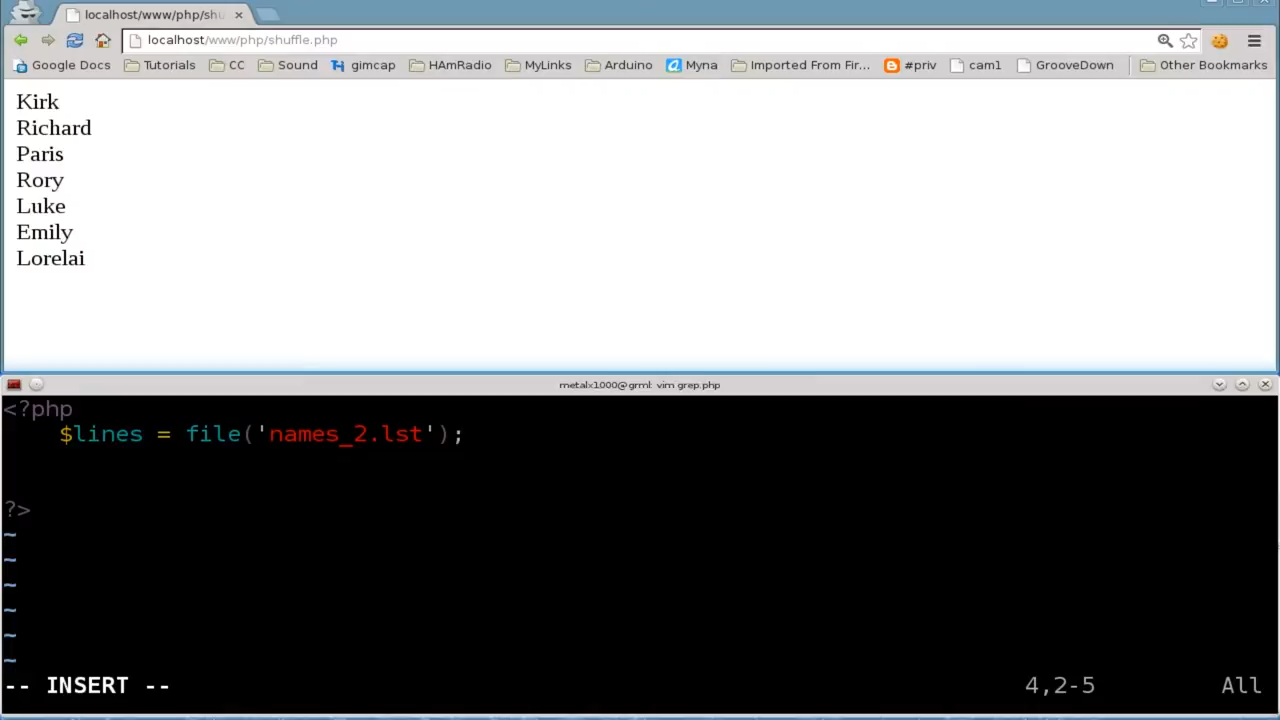 localhost/www/php/shu
localhost/www/php/shuffle.php
Google Docs Tutorials CC Sound gimcap HAmRadio MyLinks Arduino Myna Imported From Fir... #priv cam1 GrooveDown Other Bookmarks
Kirk
Richard
Paris
Rory
Luke
Emily
Lorelai
metalx1000@grml: vim grep.php
<?php
$lines = file('names_2.lst');
?>
~
~
~
~
~
~
-- INSERT -- 4,2-5 All